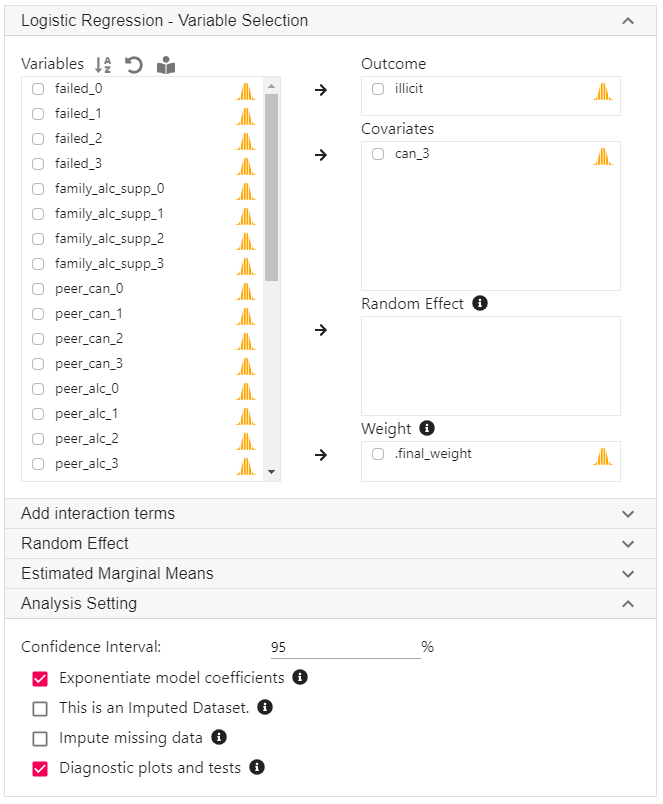 Logistic Regression - Variable Selection
Variables
failed_0
failed_1
failed_2
failed_3
family_alc_supp_0
family_alc_supp_1
family_alc_supp_2
family_alc_supp_3
peer_can_0
peer_can_1
peer_can_2
peer_can_3
peer_alc_0
peer_alc_1
peer_alc_2
peer_alc_3
Outcome
illicit
Covariates
can_3
Random Effect
Weight
.final_weight
Add interaction terms
Random Effect
Estimated Marginal Means
Analysis Setting
Confidence Interval: 95 %
Exponentiate model coefficients
This is an Imputed Dataset.
Impute missing data
Diagnostic plots and tests